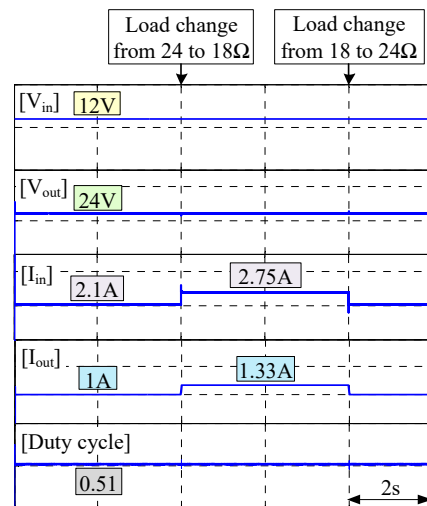 Load change
from 24 to 18Ω
Load change
from 18 to 24Ω
[Vin]
12V
[Vout]
24V
[Iin]
2.1A
2.75A
[Iout]
1A
1.33A
[Duty cycle]
0.51
2s